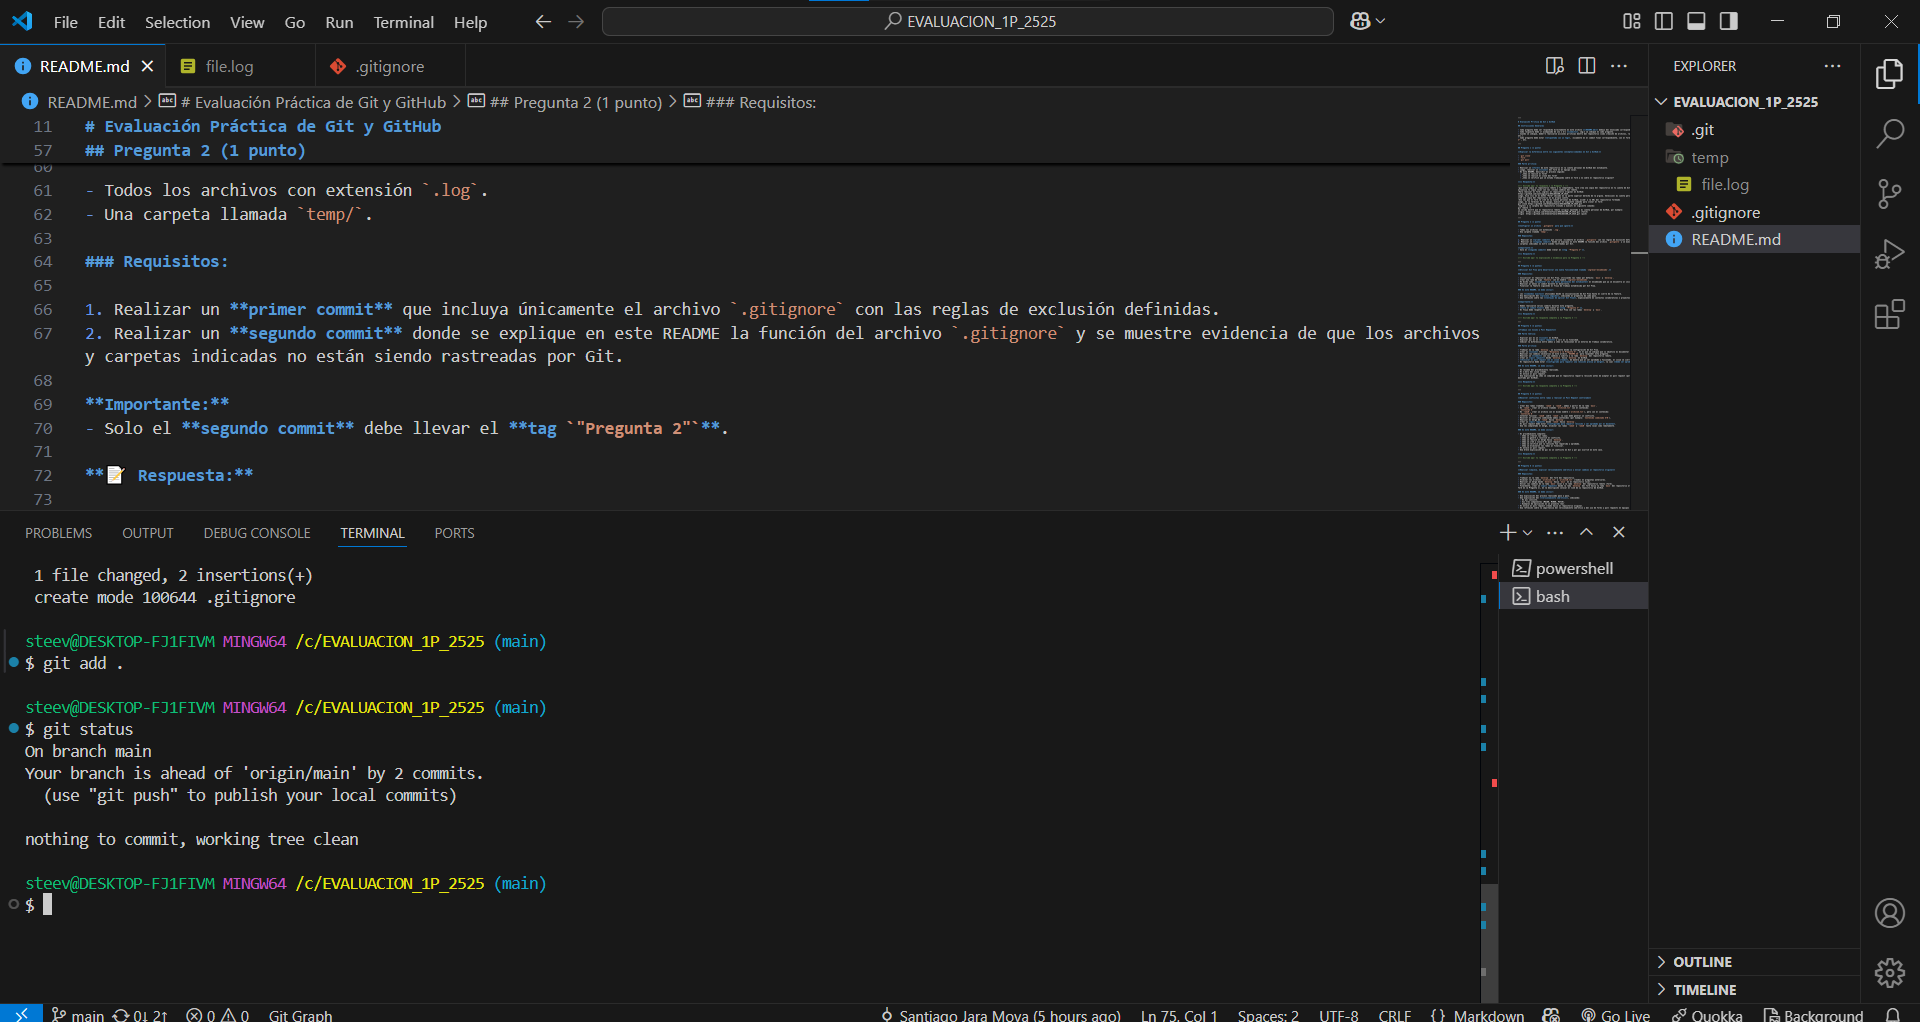 File Edit Selection View Go Run Terminal Help
EVALUACION_1P_2525
README.md
file.log
.gitignore
README.md > # Evaluación Práctica de Git y GitHub > ## Pregunta 2 (1 punto) > ### Requisitos:
11 # Evaluación Práctica de Git y GitHub
57 ## Pregunta 2 (1 punto)
60
61 - Todos los archivos con extensión `.log`.
62 - Una carpeta llamada `temp/`.
63
64 ### Requisitos:
65
66 1. Realizar un **primer commit** que incluya únicamente el archivo `.gitignore` con las reglas de exclusión definidas.
67 2. Realizar un **segundo commit** donde se explique en este README la función del archivo `.gitignore` y se muestre evidencia de que los archivos
y carpetas indicadas no están siendo rastreadas por Git.
68
69 **Importante:**
70 - Solo el **segundo commit** debe llevar el **tag `"Pregunta 2"`**.
71
72 **📝 Respuesta:**
73
EXPLORER
EVALUACION_1P_2525
.git
temp
file.log
.gitignore
README.md
PROBLEMS OUTPUT DEBUG CONSOLE TERMINAL PORTS
powershell
bash
1 file changed, 2 insertions(+)
create mode 100644 .gitignore
steev@DESKTOP-FJ1FIVM MINGW64 /c/EVALUACION_1P_2525 (main)
$ git add .
steev@DESKTOP-FJ1FIVM MINGW64 /c/EVALUACION_1P_2525 (main)
$ git status
On branch main
Your branch is ahead of 'origin/main' by 2 commits.
(use "git push" to publish your local commits)
nothing to commit, working tree clean
steev@DESKTOP-FJ1FIVM MINGW64 /c/EVALUACION_1P_2525 (main)
$
OUTLINE
TIMELINE
main 0↓ 2↑ 0 0 Git Graph
Santiago Jara Moya (5 hours ago) Ln 75, Col 1 Spaces: 2 UTF-8 CRLF {} Markdown Go Live Quokka Background